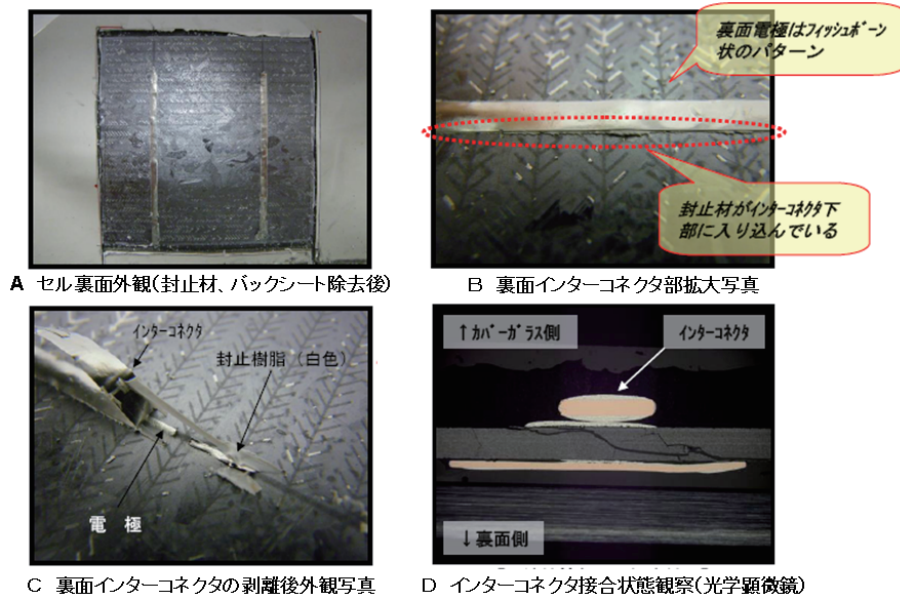 裏面電極はフィッシュボーン
状のパターン
封止材がインターコネクタ下
部に入り込んでいる
A セル裏面外観(封止材、バックシート除去後)
B 裏面インターコネクタ部拡大写真
インターコネクタ
封止樹脂（白色）
電 極
↑カバーガラス側
インターコネクタ
↓裏面側
C 裏面インターコネクタの剥離後外観写真
D インターコネクタ接合状態観察(光学顕微鏡)